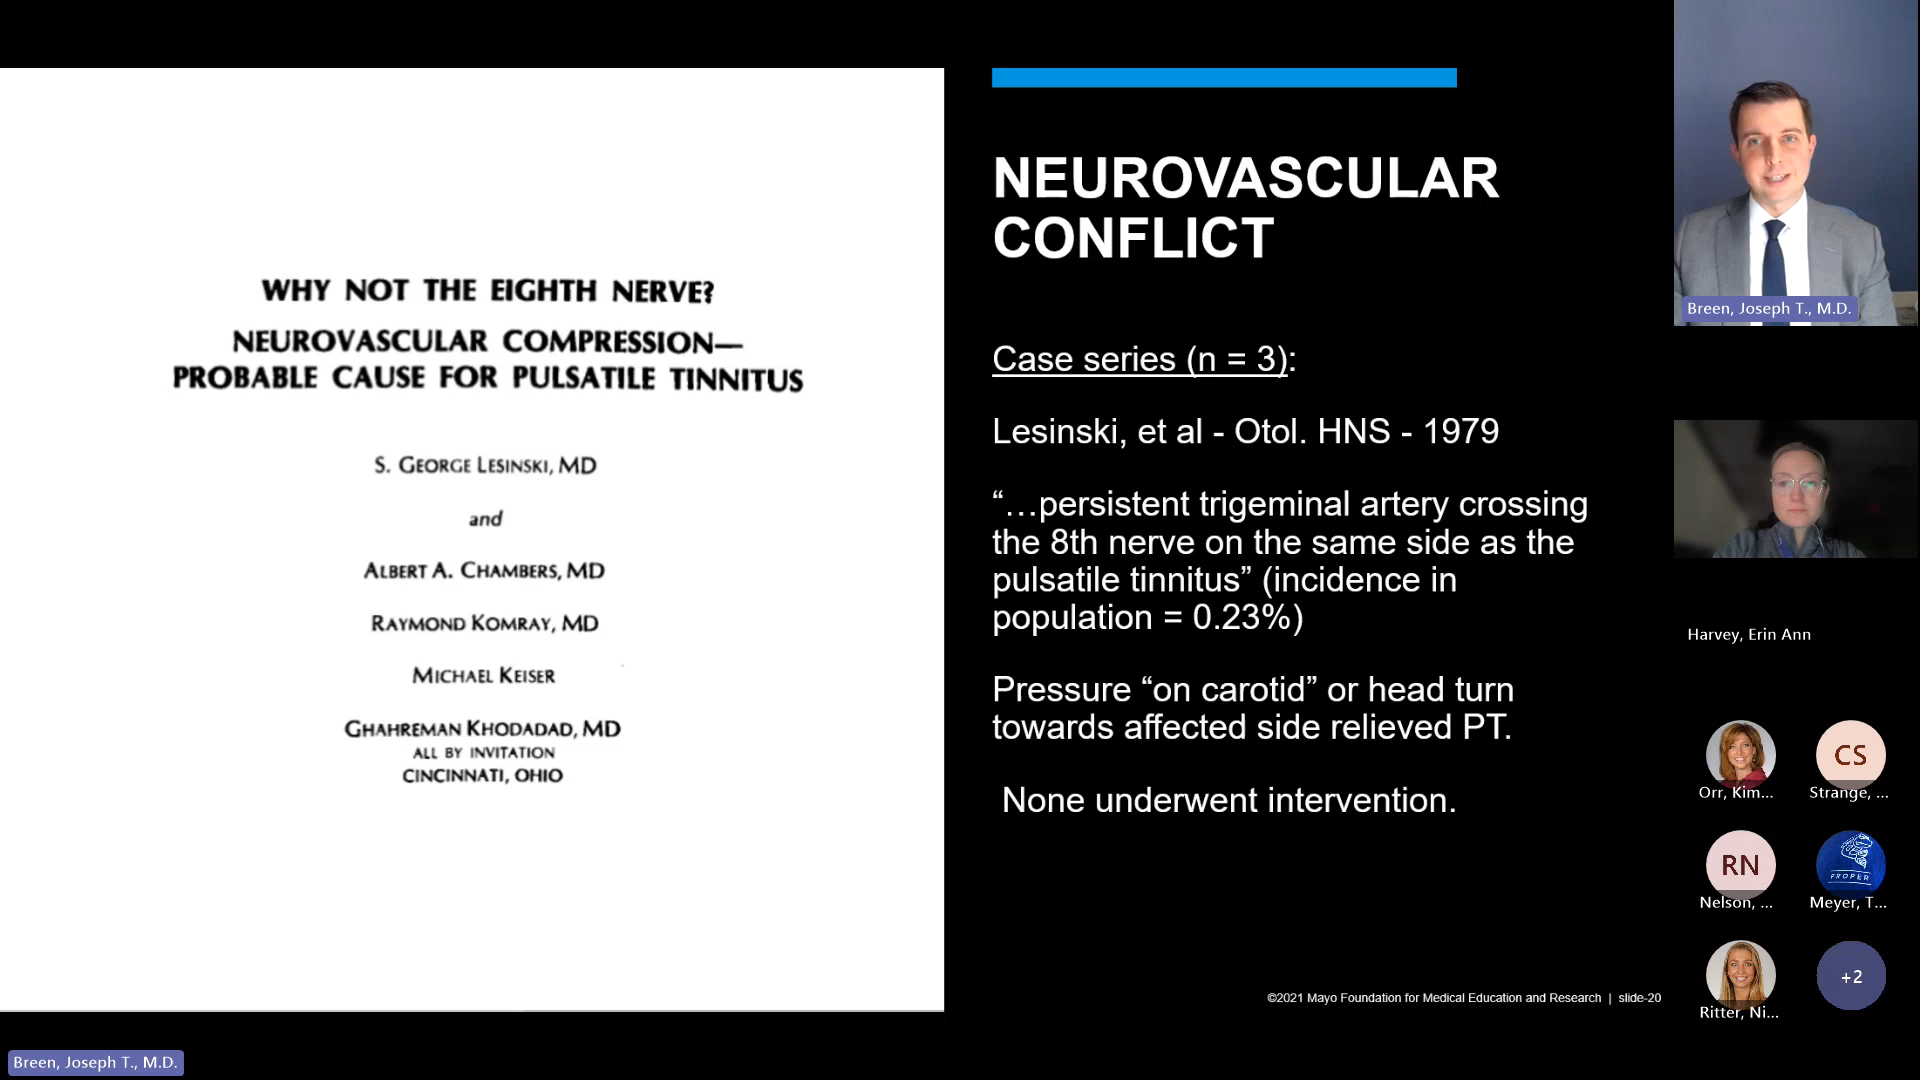 WHY NOT THE EIGHTH NERVE?
NEUROVASCULAR COMPRESSION—
PROBABLE CAUSE FOR PULSATILE TINNITUS
S. GEORGE LESINSKI, MD
and
ALBERT A. CHAMBERS, MD
RAYMOND KOMRAY, MD
MICHAEL KEISER
GHAHREMAN KHODADAD, MD
ALL BY INVITATION
CINCINNATI, OHIO
NEUROVASCULAR
CONFLICT
Case series (n = 3):
Lesinski, et al - Otol. HNS - 1979
“…persistent trigeminal artery crossing
the 8th nerve on the same side as the
pulsatile tinnitus” (incidence in
population = 0.23%)
Pressure “on carotid” or head turn
towards affected side relieved PT.
None underwent intervention.
©2021 Mayo Foundation for Medical Education and Research | slide-20
Breen, Joseph T., M.D.
Harvey, Erin Ann
Orr, Kim...
CS
Strange, ...
RN
Nelson, ...
PROPER
Meyer, T...
Ritter, Ni...
+2
Breen, Joseph T., M.D.